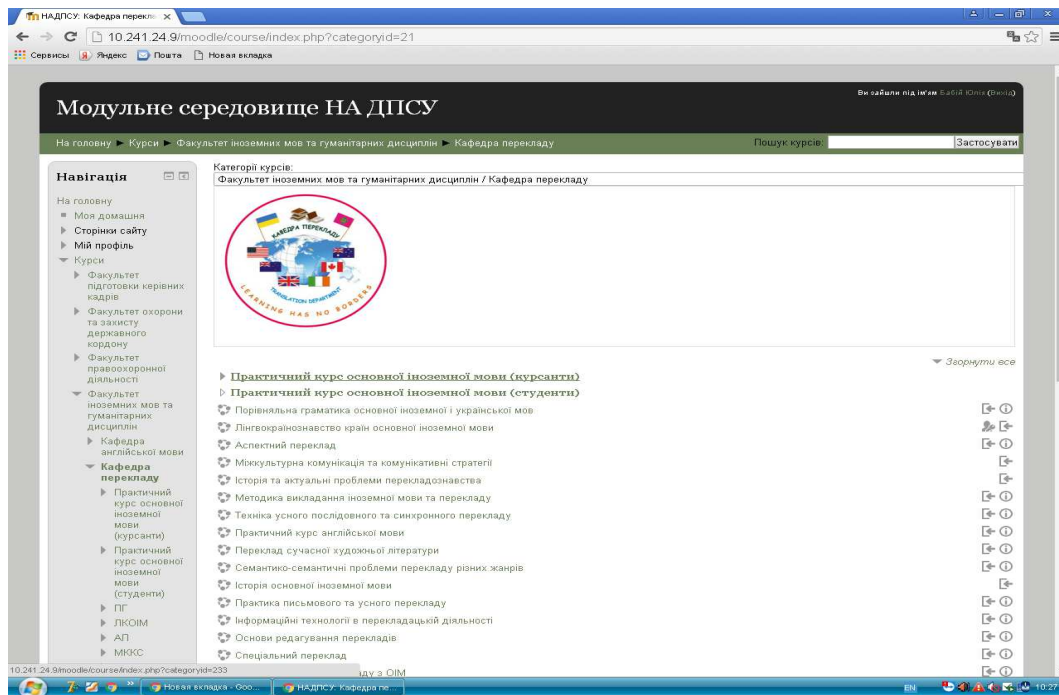 НАДПСУ: Кафедра перекл
10.241.24.9/moodle/course/index.php?categoryid=21
Сервисы Яндекс Почта Новая вкладка
Ви зайшли під ім'ям Бабій Юлія (Вихід)
Модульне середовище НА ДПСУ
На головну ► Курси ► Факультет іноземних мов та гуманітарних дисциплін ► Кафедра перекладу
Пошук курсів: Застосувати
Навігація
На головну
Моя домашня
Сторінки сайту
Мій профіль
Курси
Факультет
підготовки керівних
кадрів
Факультет охорони
та захисту
державного
кордону
Факультет
правоохоронної
діяльності
Факультет
іноземних мов та
гуманітарних
дисциплін
Кафедра
англійської мови
Кафедра
перекладу
Практичний
курс основної
іноземної
мови
(курсанти)
Практичний
курс основної
іноземної
мови
(студенти)
ПГ
ЛКОІМ
АП
МККС
Категорії курсів:
Факультет іноземних мов та гуманітарних дисциплін / Кафедра перекладу
КАФЕДРА ПЕРЕКЛАДУ
TRANSLATION DEPARTMENT
LEARNING HAS NO BORDERS
Згорнути все
Практичний курс основної іноземної мови (курсанти)
Практичний курс основної іноземної мови (студенти)
Порівняльна граматика основної іноземної і української мов
Лінгвокраїнознавство країн основної іноземної мови
Аспектний переклад
Міжкультурна комунікація та комунікативні стратегії
Історія та актуальні проблеми перекладознавства
Методика викладання іноземної мови та перекладу
Техніка усного послідовного та синхронного перекладу
Практичний курс англійської мови
Переклад сучасної художньої літератури
Семантико-семантичні проблеми перекладу різних жанрів
Історія основної іноземної мови
Практика письмового та усного перекладу
Інформаційні технології в перекладацькій діяльності
Основи редагування перекладів
Спеціальний переклад
ду з ОІМ
10.241.24.9/moodle/course/index.php?categoryid=233
Новая вкладка - Goo...
НАДПСУ: Кафедра пе...
EN
10:27